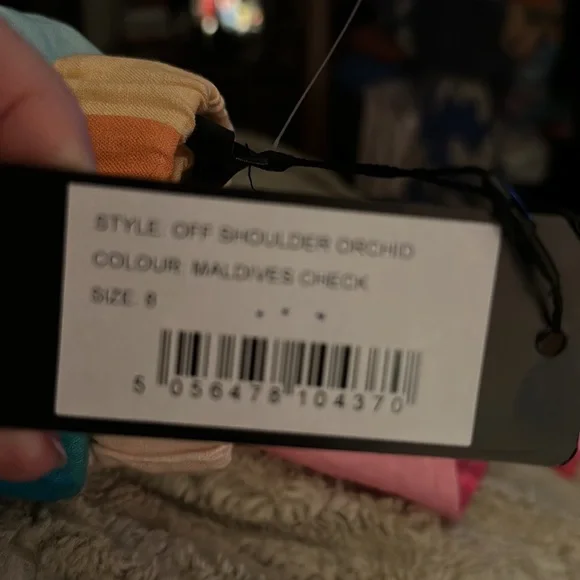 STYLE: OFF SHOULDER ORCHID
COLOUR: MALDIVES CHECK
SIZE: 8
5 056478 104370